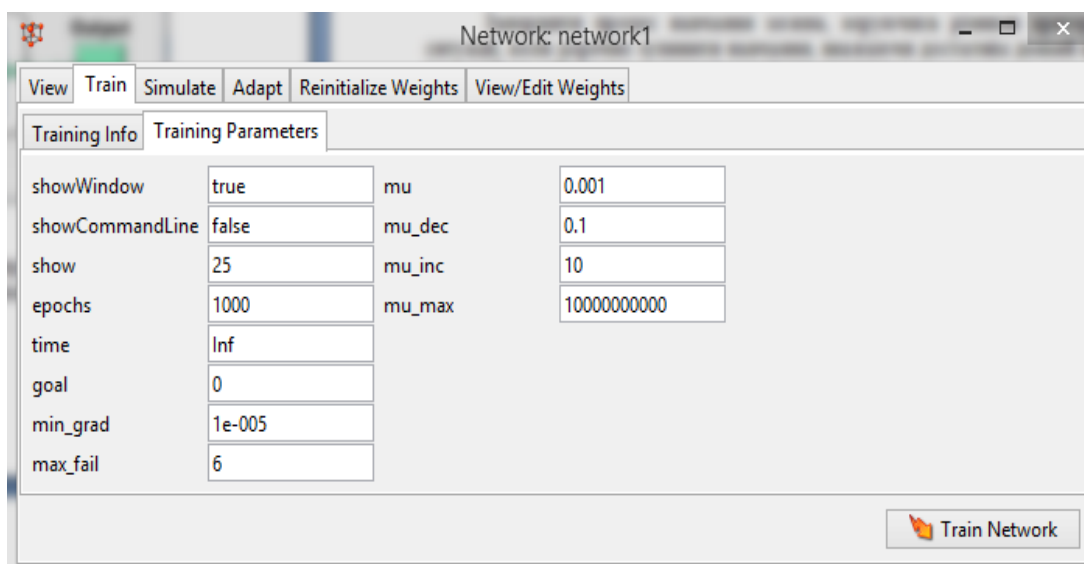 Output
Network: network1
View Train Simulate Adapt Reinitialize Weights View/Edit Weights
Training Info Training Parameters
showWindow true mu 0.001
showCommandLine false mu_dec 0.1
show 25 mu_inc 10
epochs 1000 mu_max 10000000000
time Inf
goal 0
min_grad 1e-005
max_fail 6
Train Network